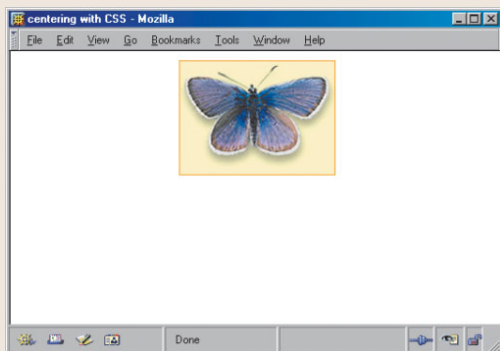 centering with CSS - Mozilla
File Edit View Go Bookmarks Tools Window Help
Done